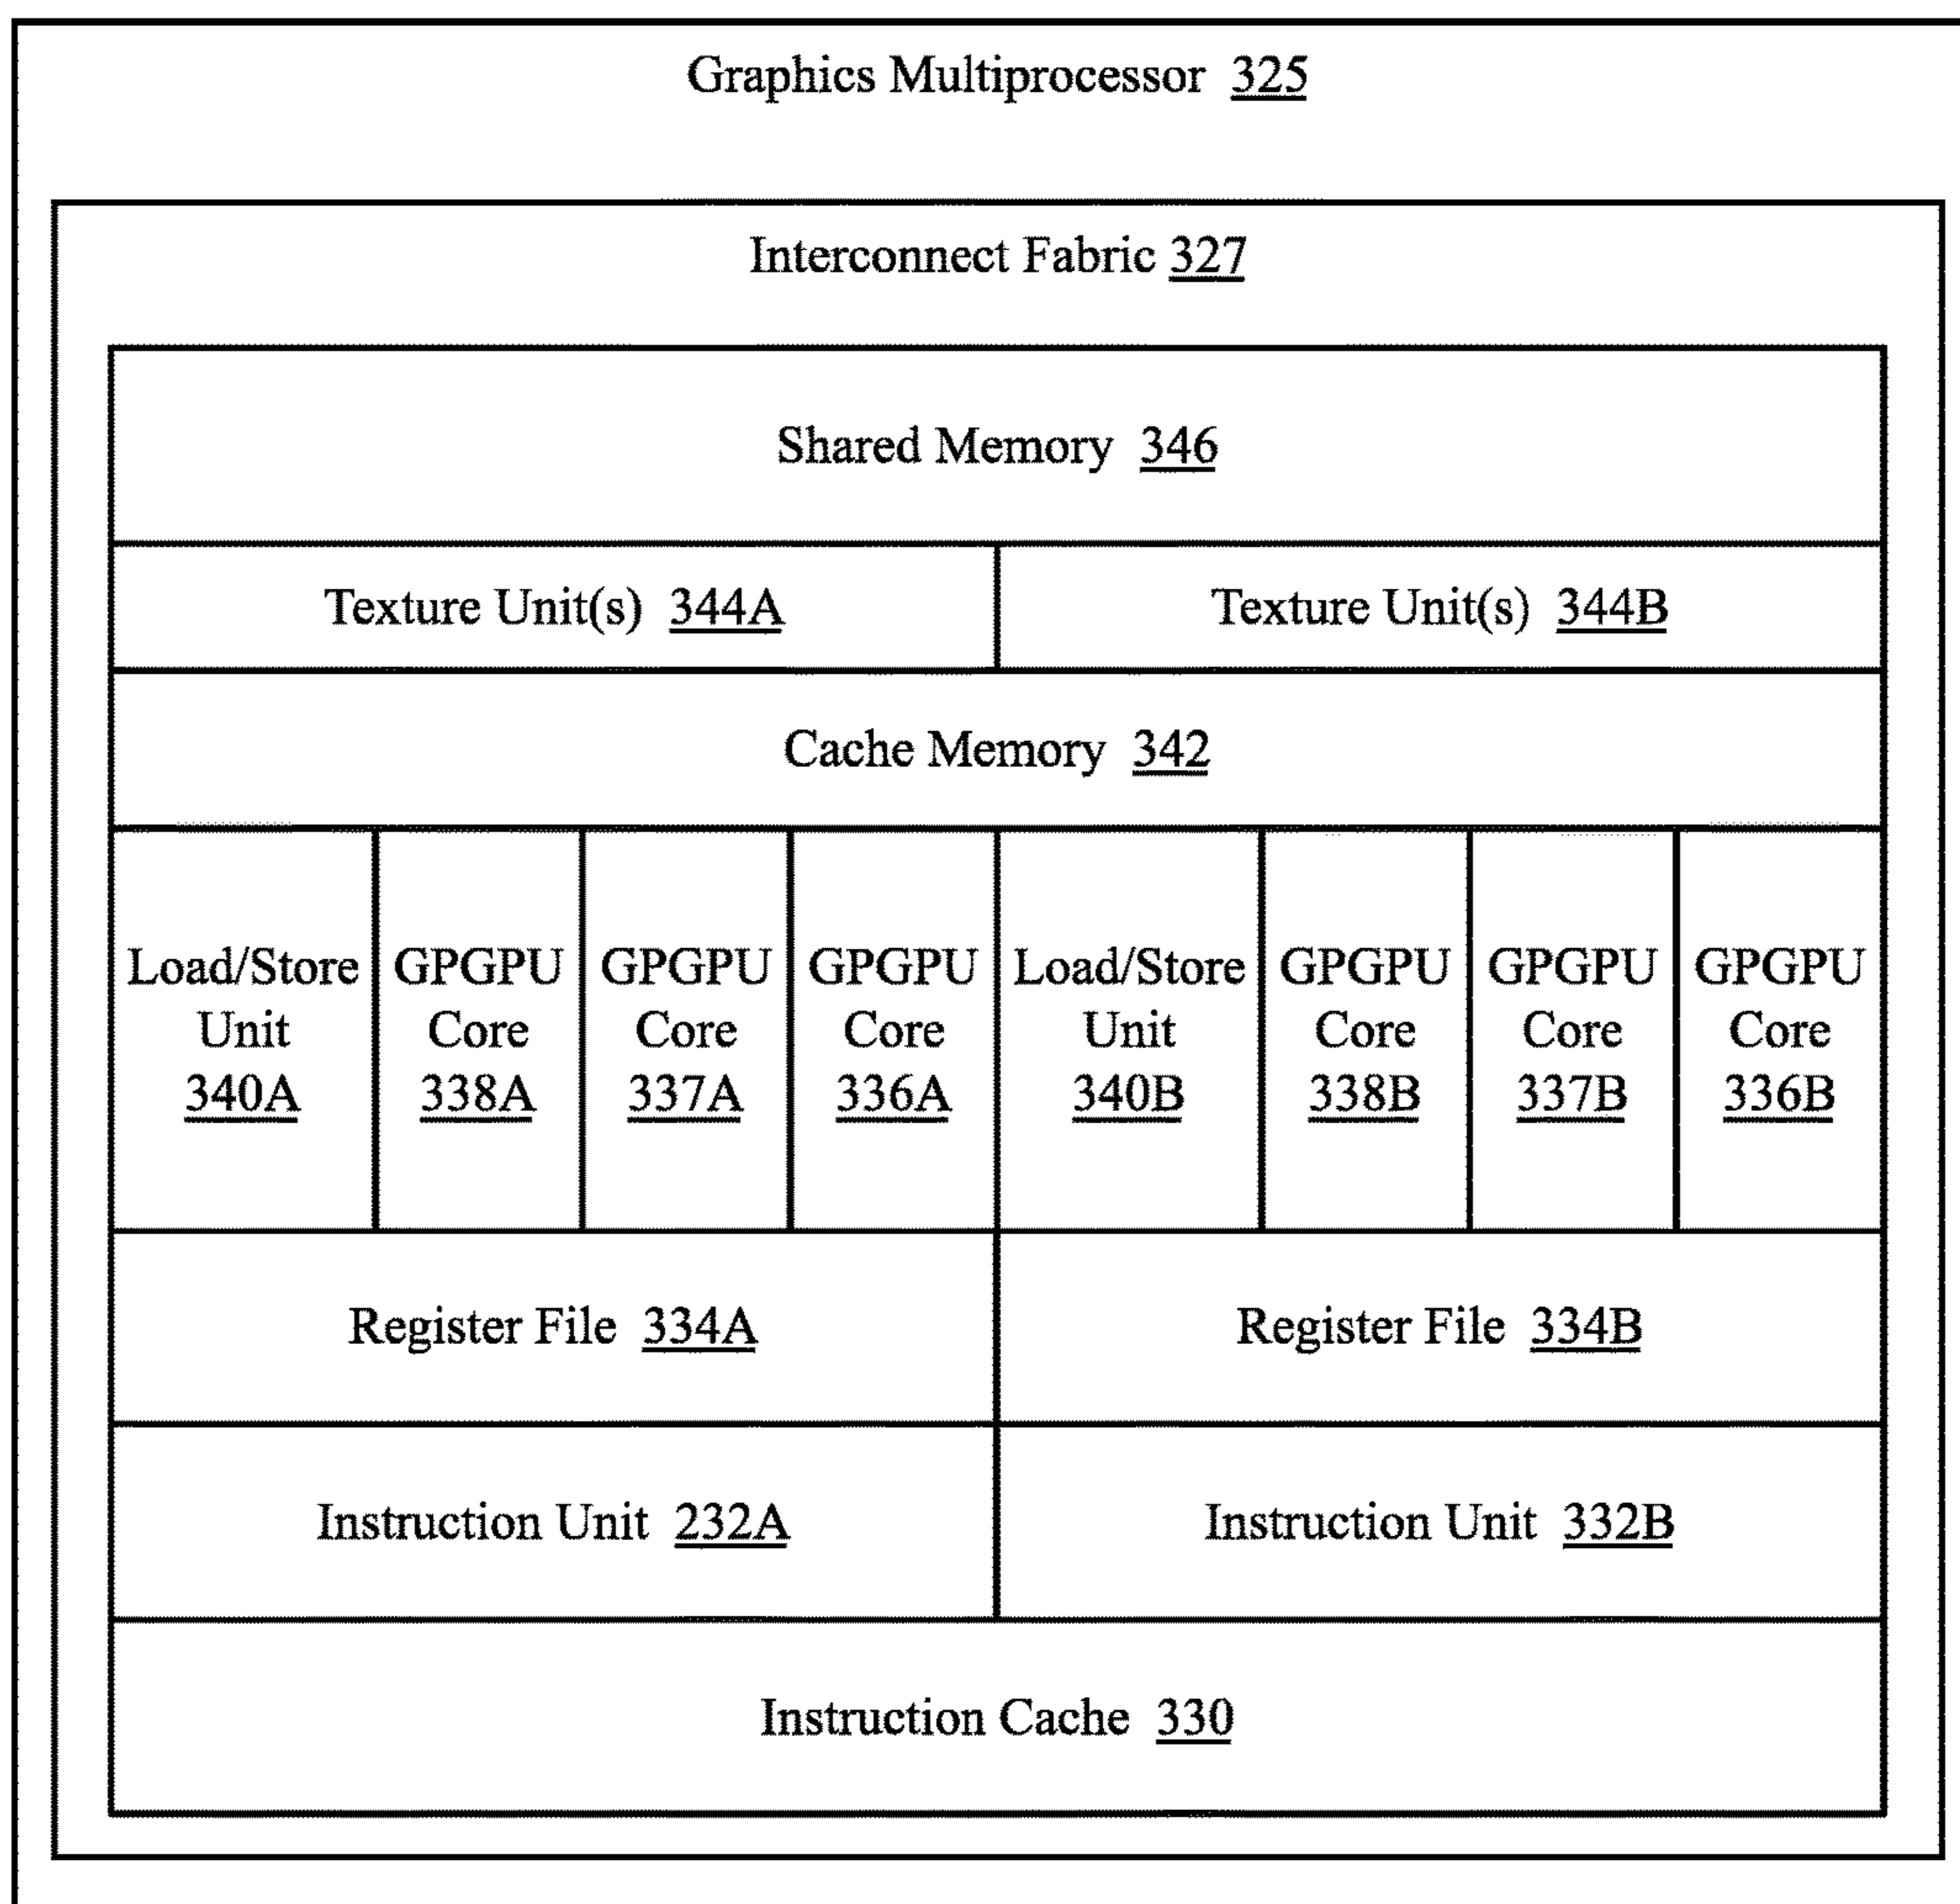 Graphics Multiprocessor 325
Interconnect Fabric 327
Shared Memory 346
Texture Unit(s) 344A
Texture Unit(s) 344B
Cache Memory 342
Load/Store
Unit
340A
GPGPU
Core
338A
GPGPU
Core
337A
GPGPU
Core
336A
Load/Store
Unit
340B
GPGPU
Core
338B
GPGPU
Core
337B
GPGPU
Core
336B
Register File 334A
Register File 334B
Instruction Unit 232A
Instruction Unit 332B
Instruction Cache 330